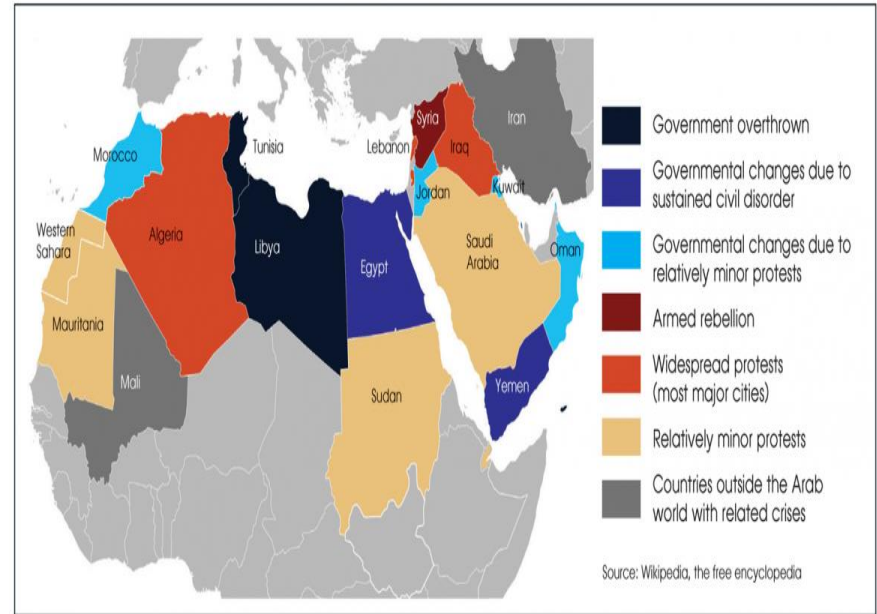 Morocco
Tunisia
Lebanon
Syria
Iraq
Iran
Jordan
Kuwait
Western
Sahara
Algeria
Libya
Egypt
Saudi
Arabia
Oman
Mauritania
Mali
Sudan
Yemen
Government overthrown
Governmental changes due to
sustained civil disorder
Governmental changes due to
relatively minor protests
Armed rebellion
Widespread protests
(most major cities)
Relatively minor protests
Countries outside the Arab
world with related crises
Source: Wikipedia, the free encyclopedia